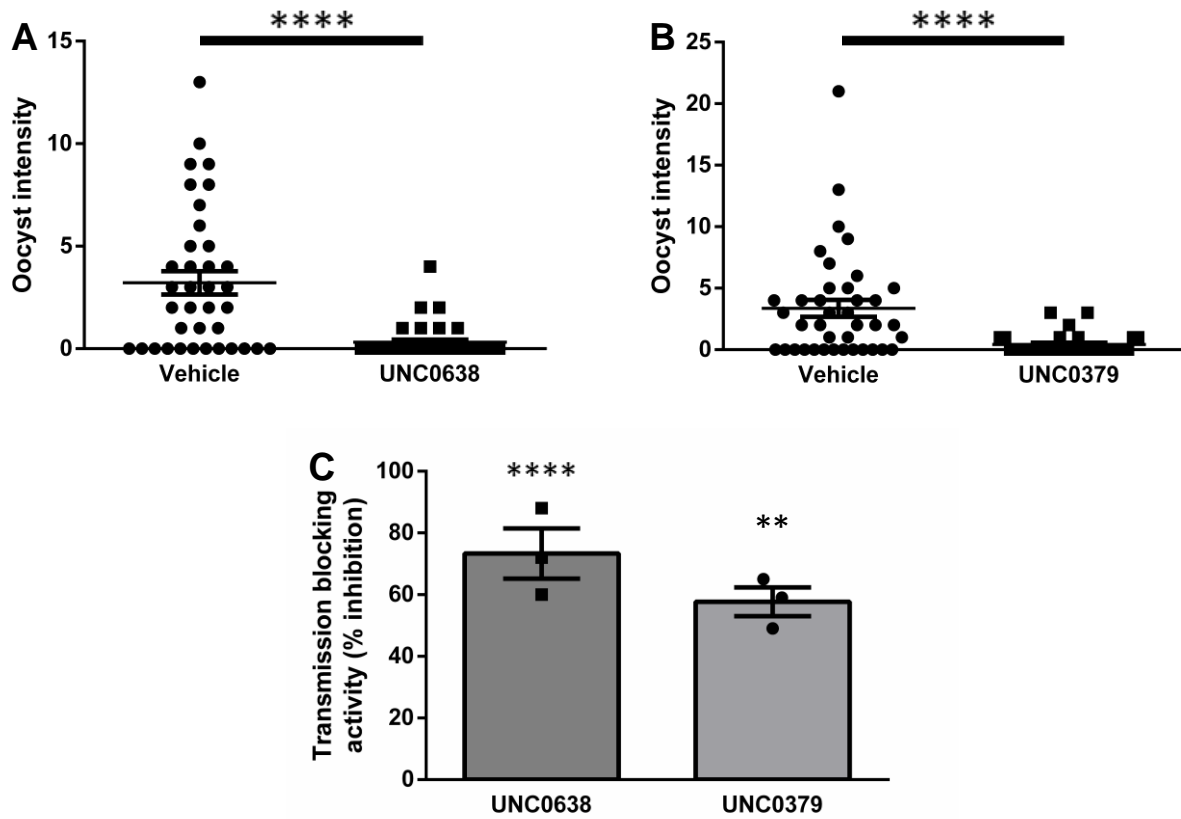 A
****
15
10
5
0
Oocyst intensity
Vehicle
UNC0638
B
****
25
20
15
10
5
0
Oocyst intensity
Vehicle
UNC0379
C
100
80
60
40
20
0
Transmission blocking
activity (% inhibition)
****
**
UNC0638
UNC0379